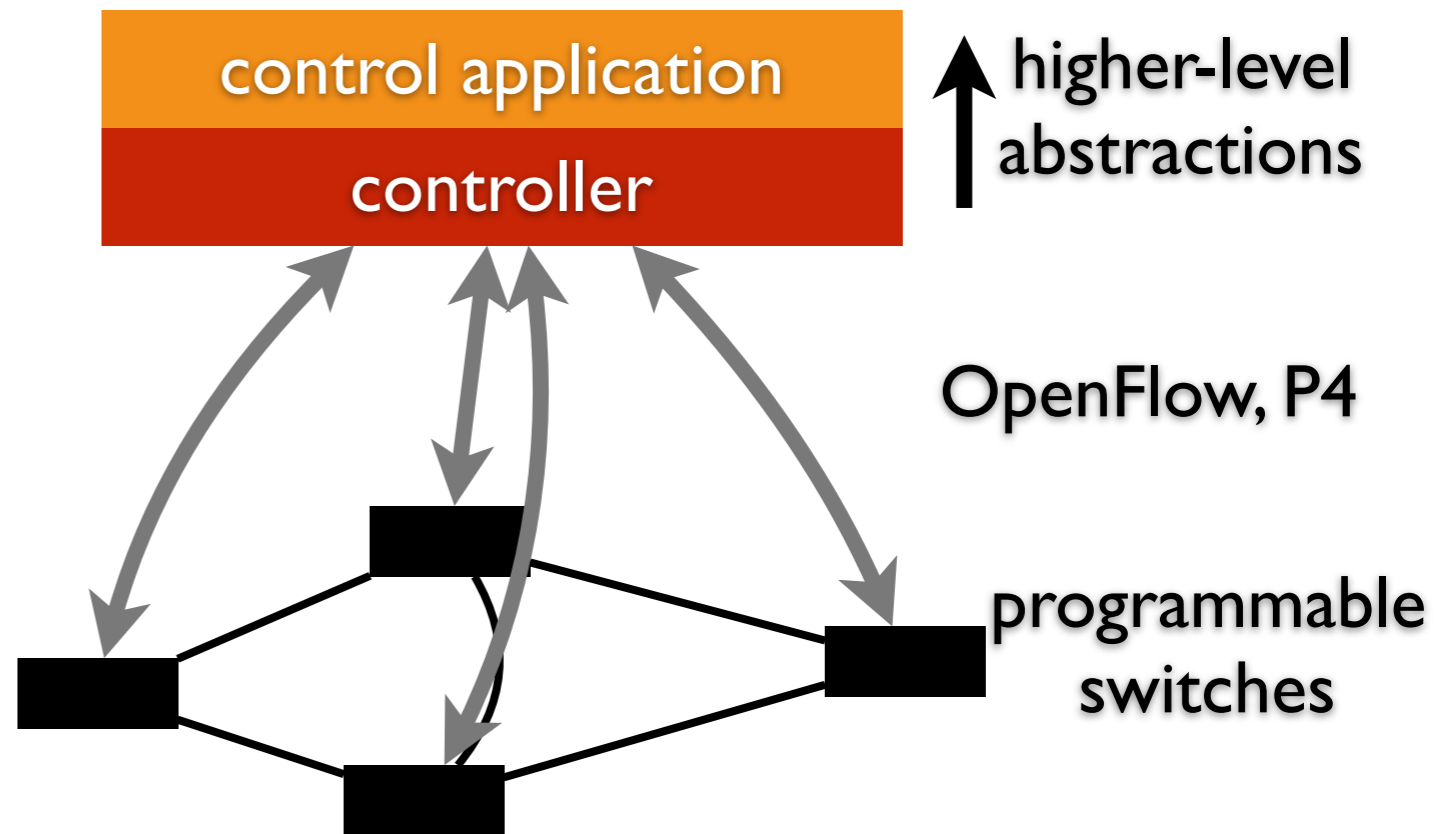 control application
controller
higher-level
abstractions
OpenFlow, P4
programmable
switches